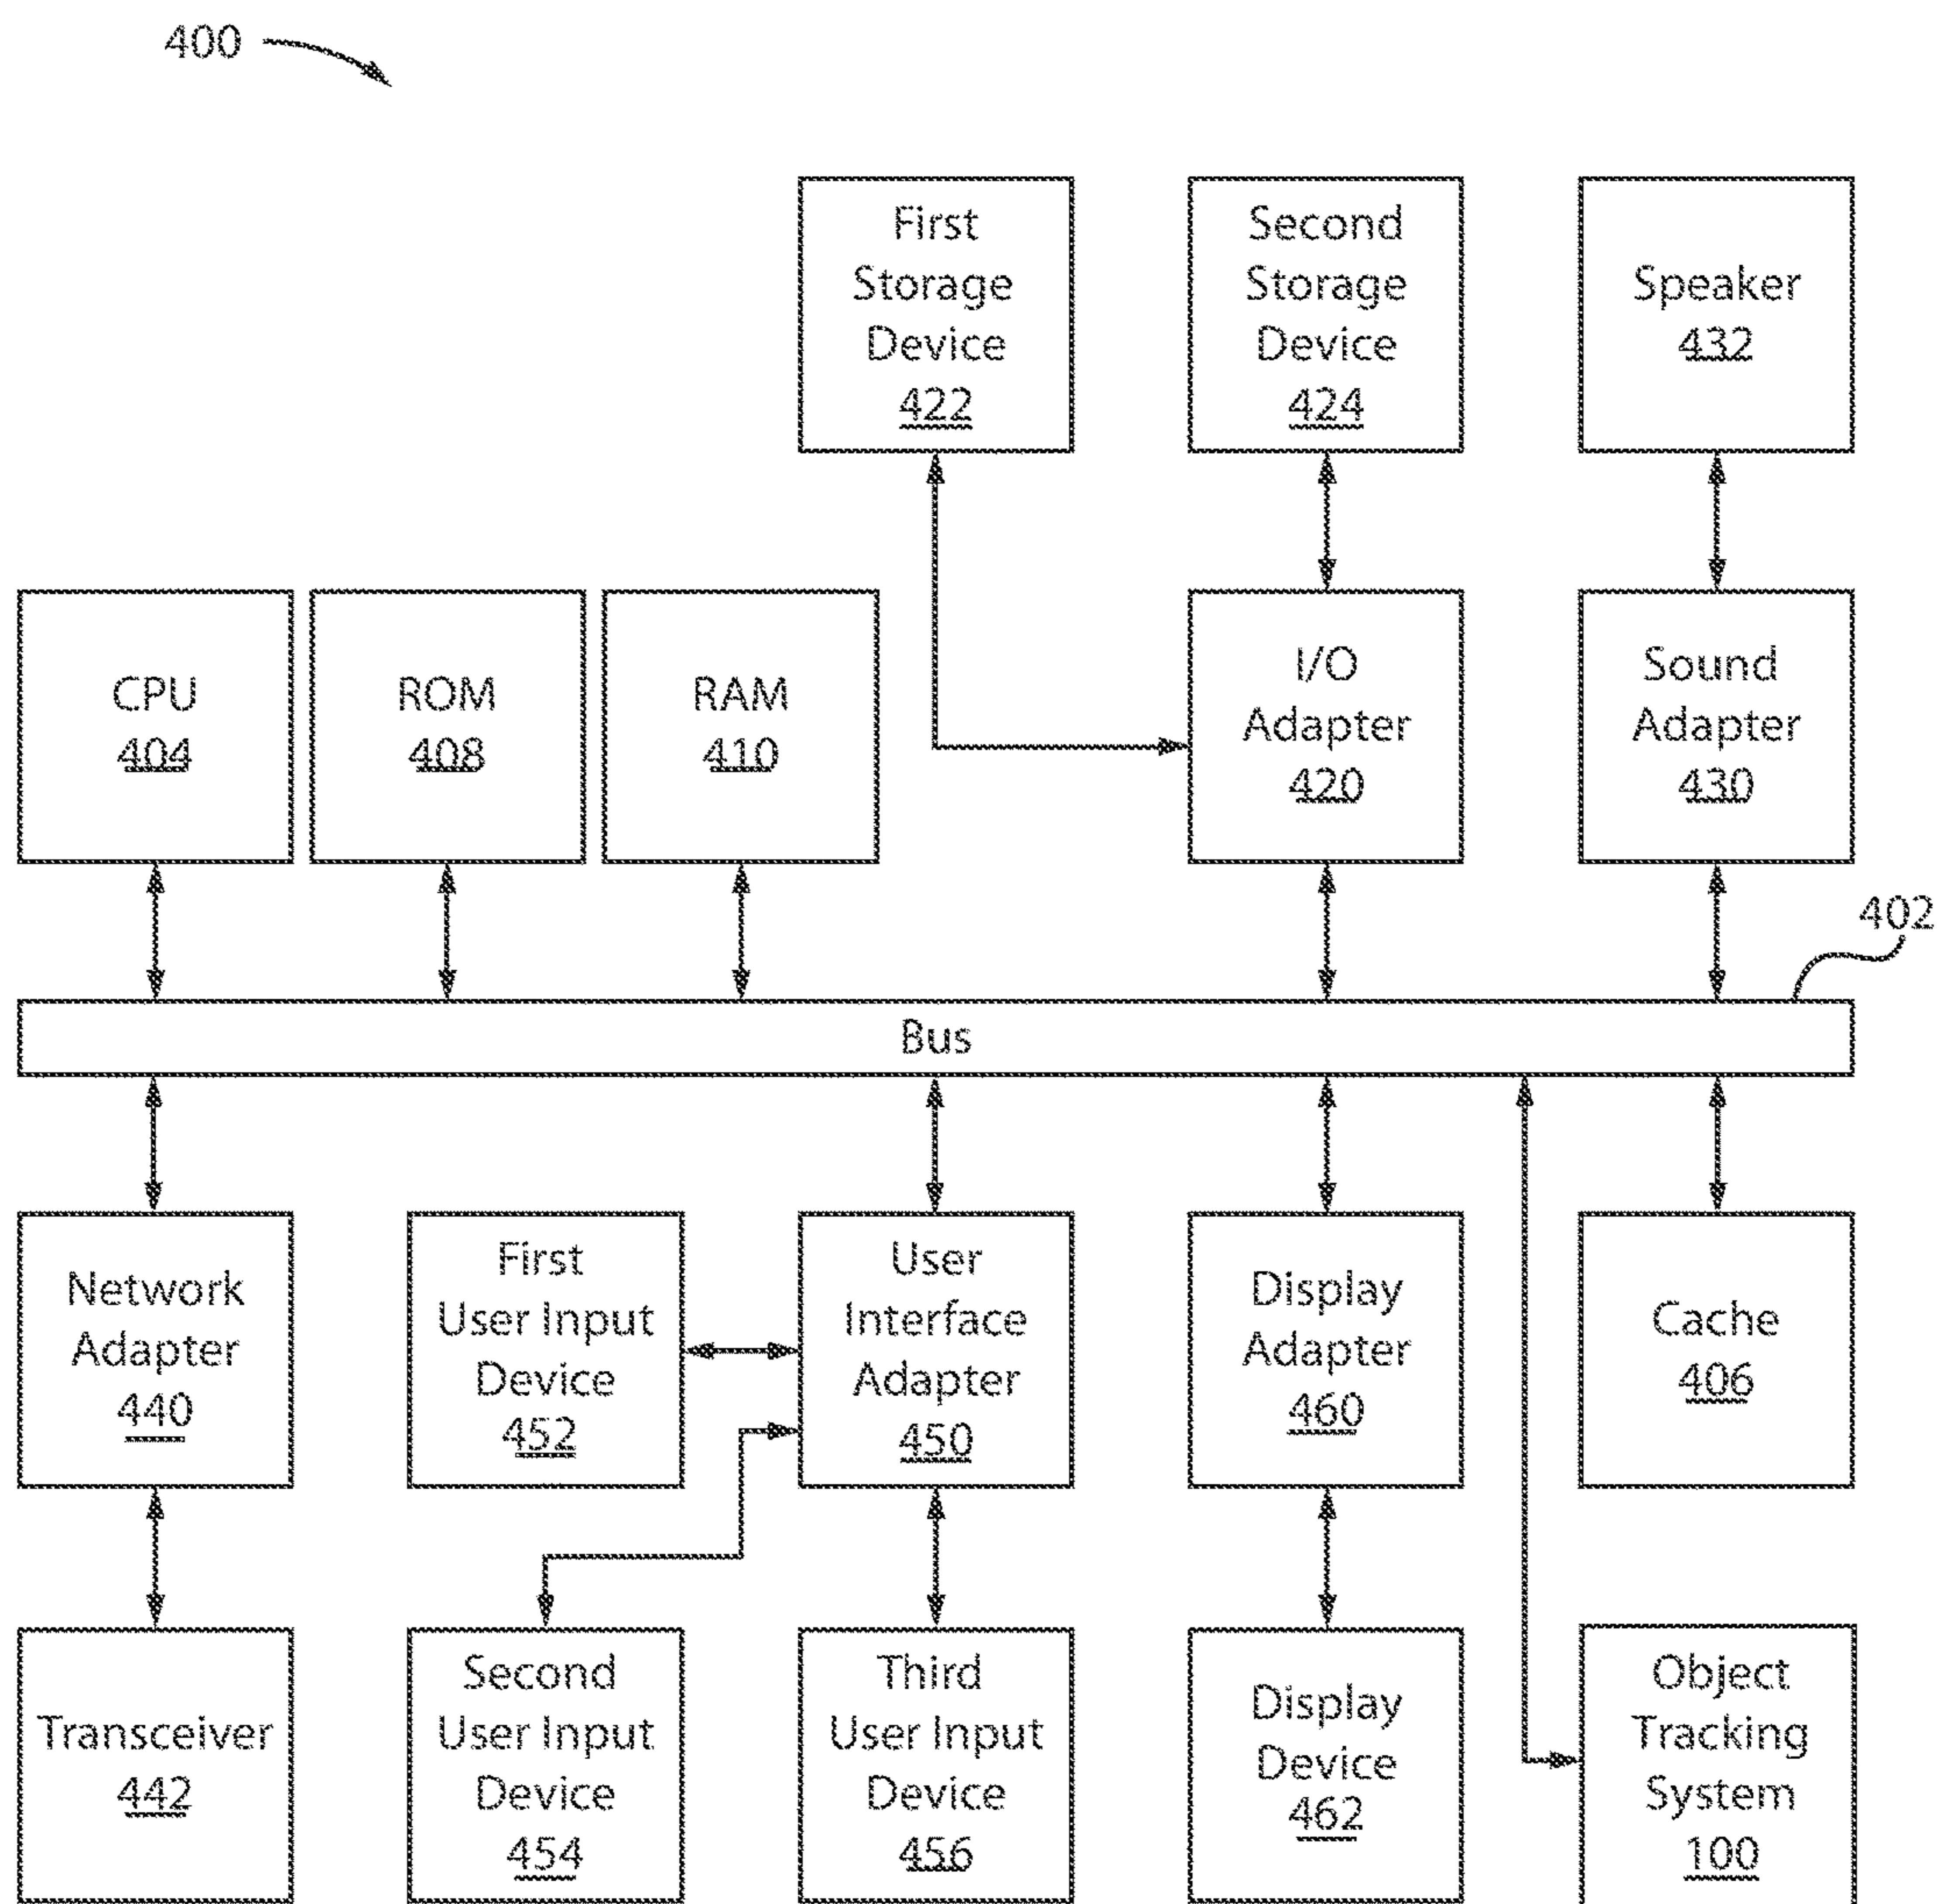 400
First
Storage
Device
422
Second
Storage
Device
424
Speaker
432
CPU
404
ROM
408
RAM
410
I/O
Adapter
420
Sound
Adapter
430
402
Bus
Network
Adapter
440
First
User Input
Device
452
User
Interface
Adapter
450
Display
Adapter
460
Cache
406
Transceiver
442
Second
User Input
Device
454
Third
User Input
Device
456
Display
Device
462
Object
Tracking
System
100